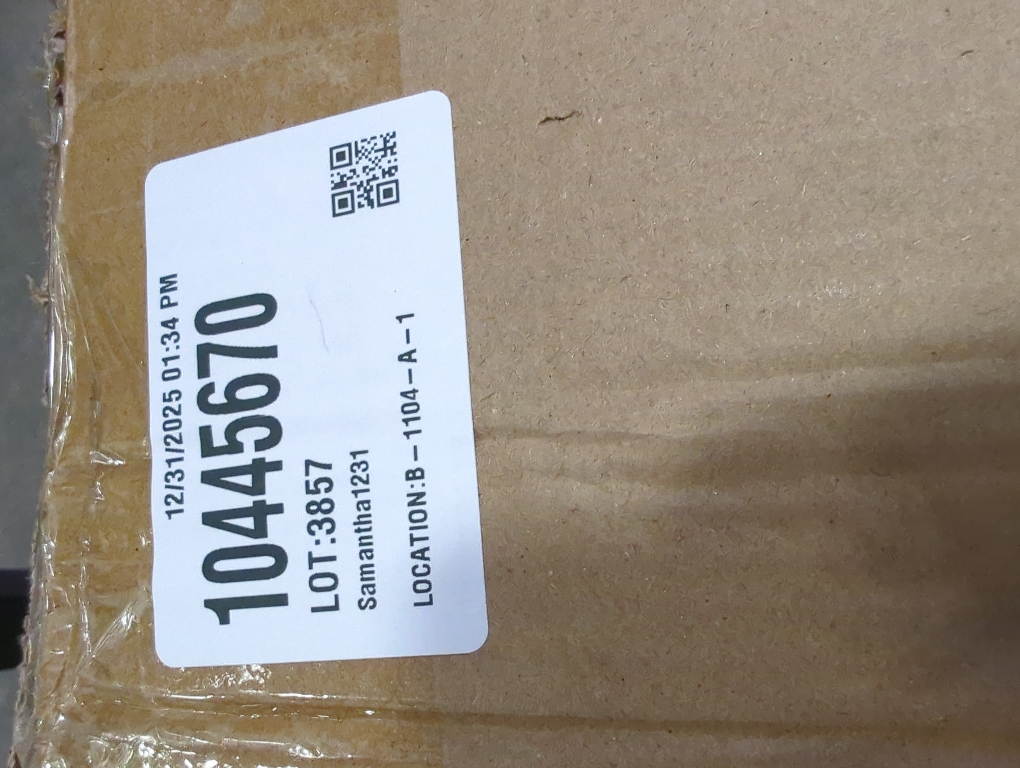 12/31/2025 01:34 PM
10445670
LOT:3857
Samantha1231
LOCATION:B-1104-A-1